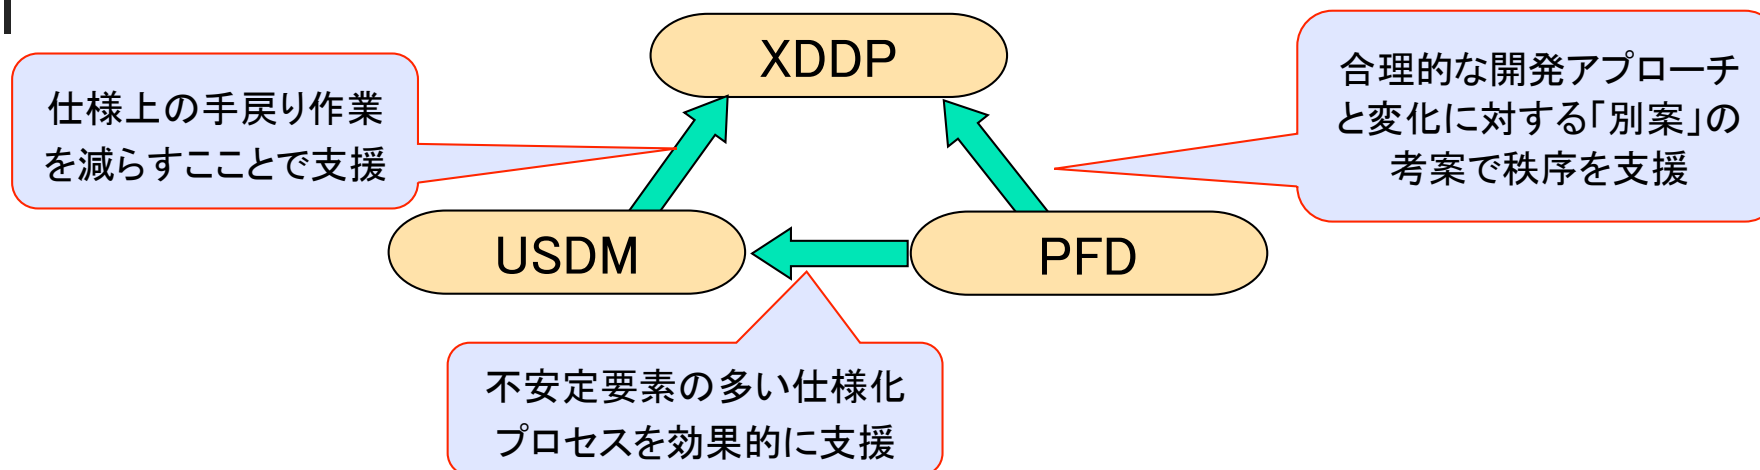 XDDP
仕様上の手戻り作業
を減らすこことで支援
合理的な開発アプローチ
と変化に対する「別案」の
考案で秩序を支援
USDM
PFD
不安定要素の多い仕様化
プロセスを効果的に支援